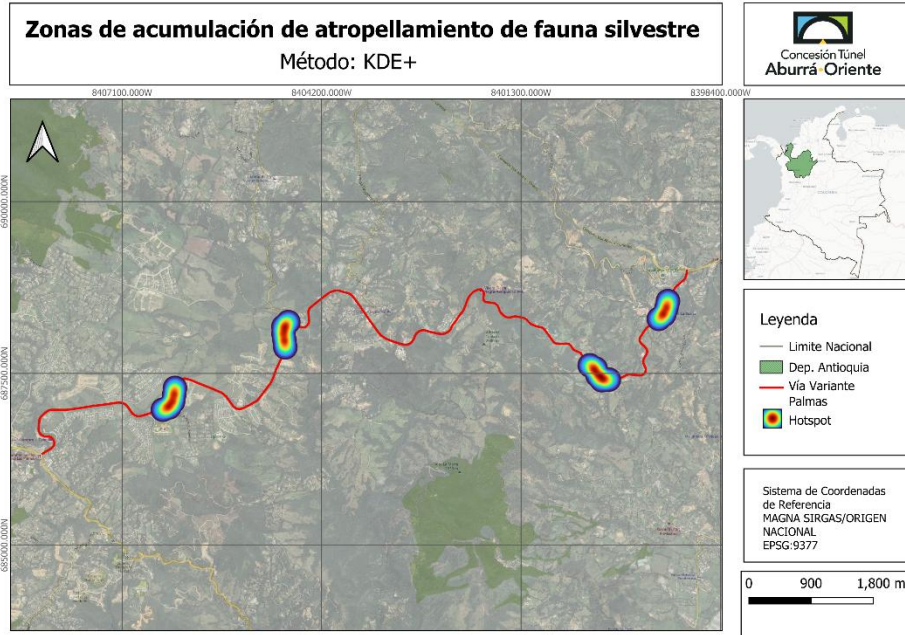 Zonas de acumulación de atropellamiento de fauna silvestre
Método: KDE+
Concesión Túnel
Aburrá Oriente
8407100.000W
8404200.000W
8401300.000W
8398400.000W
690000.000N
687500.000N
685000.000N
Leyenda
Limite Nacional
Dep. Antioquia
Vía Variante
Palmas
Hotspot
Sistema de Coordenadas
de Referencia
MAGNA SIRGAS/ORIGEN
NACIONAL
EPSG:9377
0 900 1,800 m